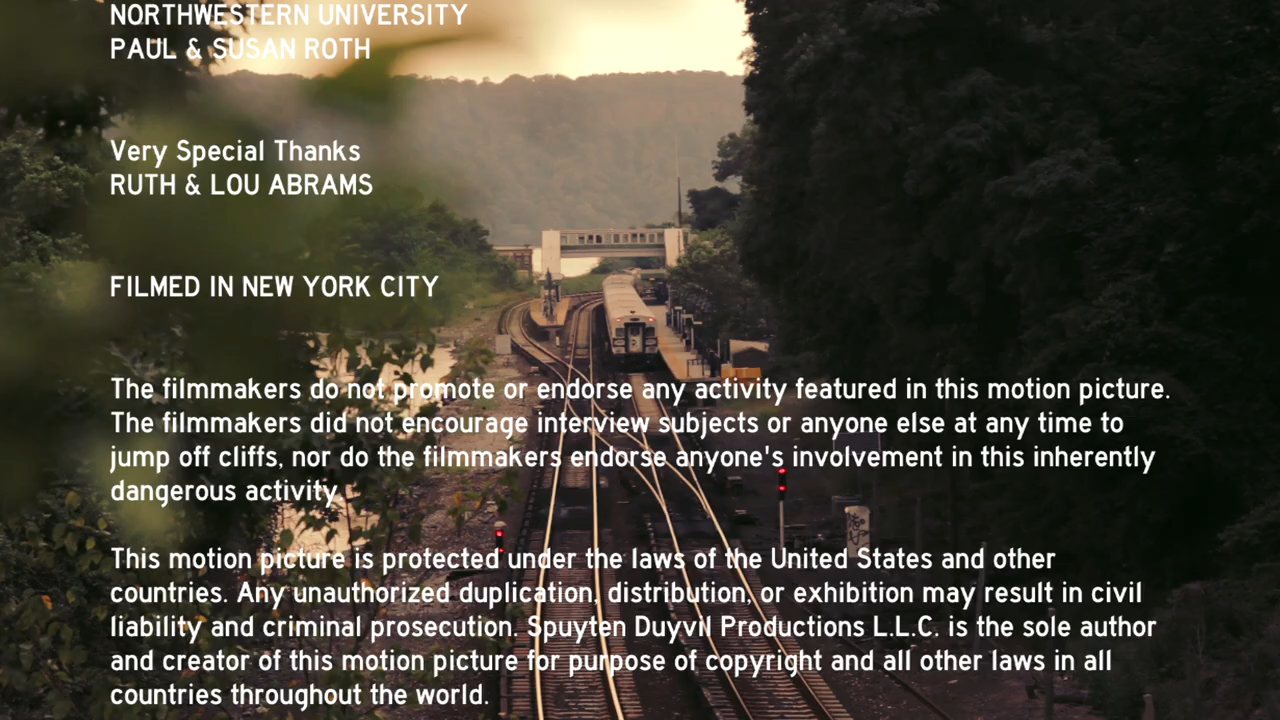 NORTHWESTERN UNIVERSITY
PAUL & SUSAN ROTH
Very Special Thanks
RUTH & LOU ABRAMS
FILMED IN NEW YORK CITY
The filmmakers do not promote or endorse any activity featured in this motion picture.
The filmmakers did not encourage interview subjects or anyone else at any time to
jump off cliffs, nor do the filmmakers endorse anyone's involvement in this inherently
dangerous activity.
This motion picture is protected under the laws of the United States and other
countries. Any unauthorized duplication, distribution, or exhibition may result in civil
liability and criminal prosecution. Spuyten Duyvil Productions L.L.C. is the sole author
and creator of this motion picture for purpose of copyright and all other laws in all
countries throughout the world.